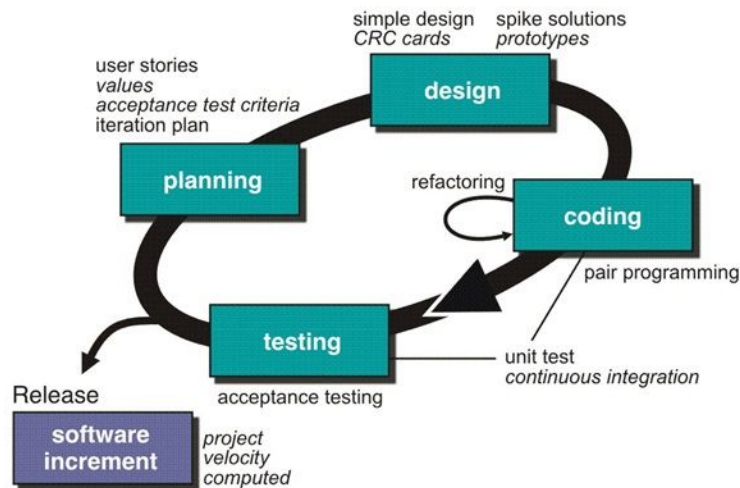 simple design
CRC cards
spike solutions
prototypes
user stories
values
acceptance test criteria
iteration plan
design
planning
refactoring
coding
pair programming
testing
unit test
continuous integration
acceptance testing
Release
software
increment
project
velocity
computed